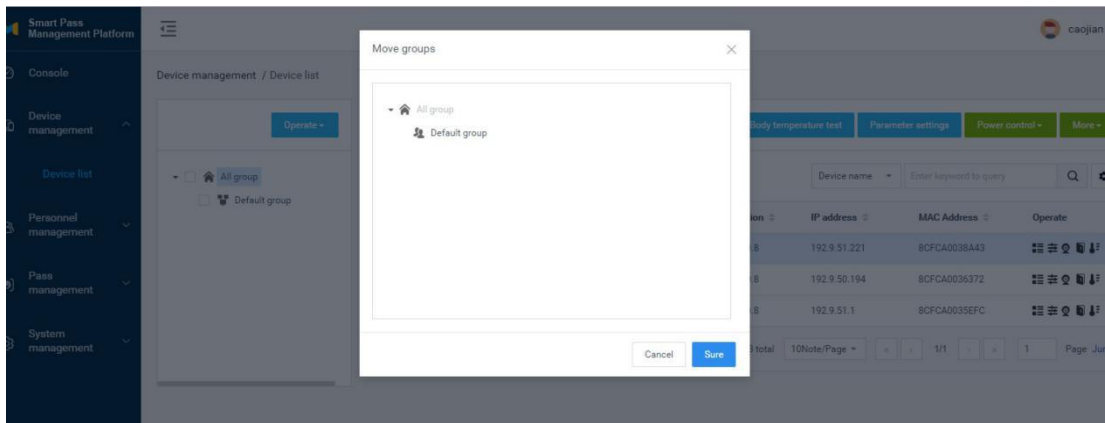 Smart Pass
Management Platform
caojian
Console
Device management / Device list
Device
management
Device list
Personnel
management
Pass
management
System
management
Operate
All group
Default group
Move groups
All group
Default group
Cancel
Sure
Body temperature test
Parameter settings
Power control
More
Device name
Enter keyword to query
IP address
MAC Address
Operate
192.9.51.221
8CFCA0038A43
192.9.50.194
8CFCA0036372
192.9.51.1
8CFCA0035EFC
total
10Note/Page
1/1
1
Page